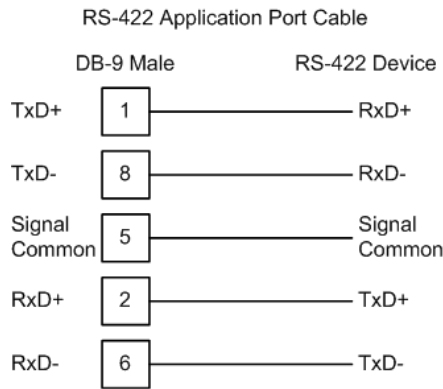 RS-422 Application Port Cable
DB-9 Male RS-422 Device
TxD+ 1 RxD+
TxD- 8 RxD-
Signal Common 5 Signal Common
RxD+ 2 TxD+
RxD- 6 TxD-